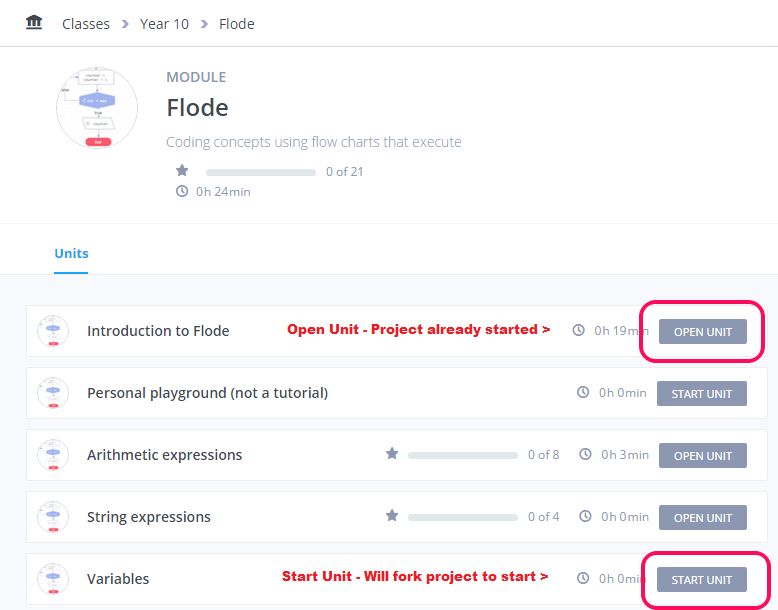 Classes > Year 10 > Flode
MODULE
Flode
Coding concepts using flow charts that execute
0 of 21
0h 24min
Units
Introduction to Flode Open Unit - Project already started > 0h 19min OPEN UNIT
Personal playground (not a tutorial) 0h 0min START UNIT
Arithmetic expressions 0 of 8 0h 3min OPEN UNIT
String expressions 0 of 4 0h 0min OPEN UNIT
Variables Start Unit - Will fork project to start > 0h 0min START UNIT